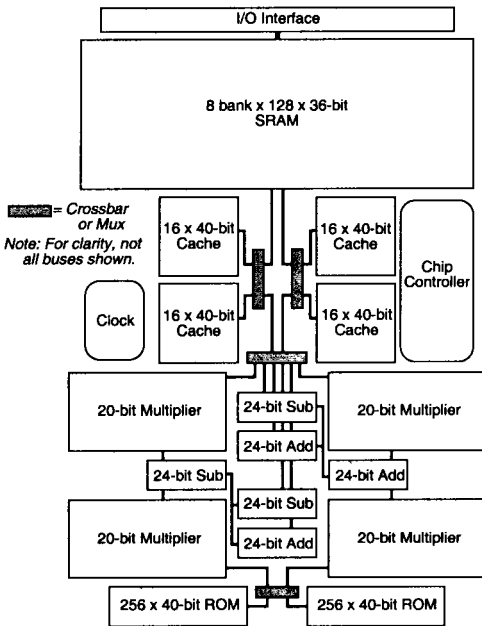 I/O Interface
8 bank x 128 x 36-bit
SRAM
= Crossbar
or Mux
Note: For clarity, not
all buses shown.
16 x 40-bit
Cache
16 x 40-bit
Cache
Chip
Controller
Clock
16 x 40-bit
Cache
16 x 40-bit
Cache
20-bit Multiplier
24-bit Sub
20-bit Multiplier
24-bit Add
24-bit Sub
24-bit Add
20-bit Multiplier
24-bit Sub
20-bit Multiplier
24-bit Add
256 x 40-bit ROM
256 x 40-bit ROM